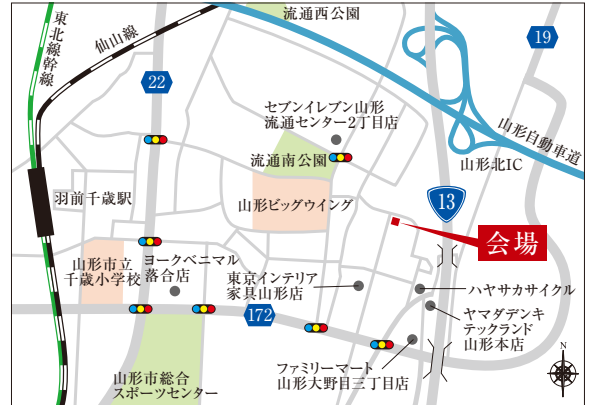 流通西公園
東北線幹線
仙山線
22
19
セブンイレブン山形
流通センター2丁目店
山形自動車道
流通南公園
山形北IC
羽前千歳駅
山形ビッグウイング
13
会場
山形市立
千歳小学校
ヨークベニマル
落合店
東京インテリア
家具山形店
ハヤサカサイクル
ヤマダデンキ
テックランド
山形本店
172
ファミリーマート
山形大野目三丁目店
山形市総合
スポーツセンター
N